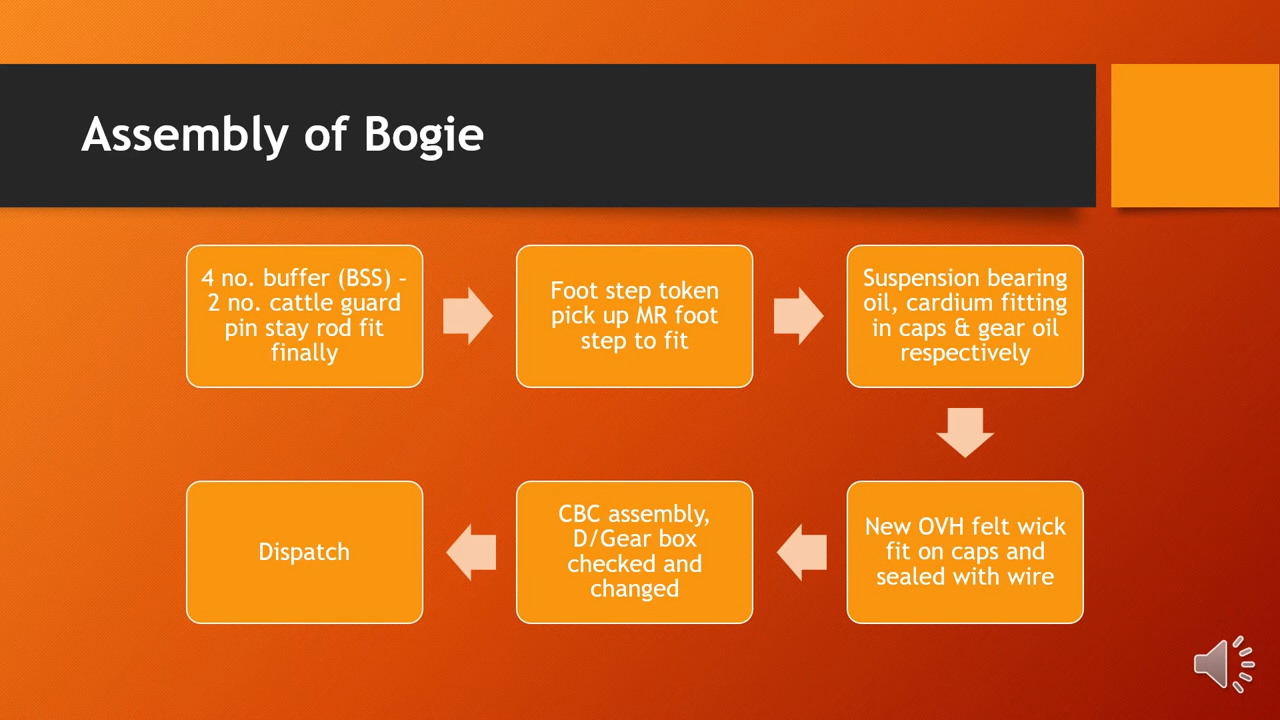 Assembly of Bogie
4 no. buffer (BSS) –
2 no. cattle guard
pin stay rod fit
finally
Foot step token
pick up MR foot
step to fit
Suspension bearing
oil, cardium fitting
in caps & gear oil
respectively
New OVH felt wick
fit on caps and
sealed with wire
CBC assembly,
D/Gear box
checked and
changed
Dispatch